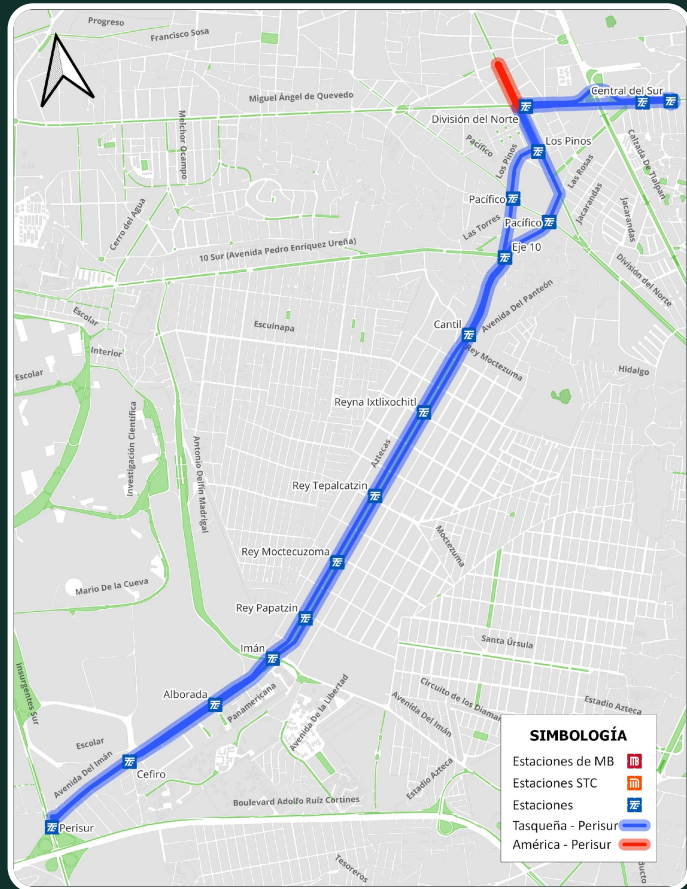 Progreso
Francisco Sosa
Miguel Ángel de Quevedo
Central del Sur
División del Norte
Melchor Ocampo
Pacífico
Los Pinos
Los Pinos
Las Rosas
Calzada De Tlalpan
Jacarandas
Jacarandas
Pacífico
Pacífico
Las Torres
Cerro del Agua
10 Sur (Avenida Pedro Enriquez Ureña)
Eje 10
División del Norte
Avenida Del Panteón
Escolar
Escuinapa
Cantil
Interior
Rey Moctezuma
Hidalgo
Escolar
Reyna Ixtlixochitl
Investigación Científica
Antonio Delfín Madrigal
Aztecas
Rey Tepalcatzin
Rey Moctecuzoma
Moctezuma
Mario De la Cueva
Rey Papatzin
Imán
Santa Úrsula
Insurgentes Sur
Alborada
Panamericana
Avenida De la Libertad
Circuito de los Diaman
Avenida Del Imán
Estadio Azteca
Escolar
Avenida Del Imán
Cefiro
Estadio Azteca
Boulevard Adolfo Ruíz Cortines
Perisur
Tesoreros
SIMBOLOGÍA
Estaciones de MB
Estaciones STC
Estaciones
Tasqueña - Perisur
América - Perisur
ducto